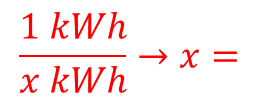 1 kWh
x kWh → x =